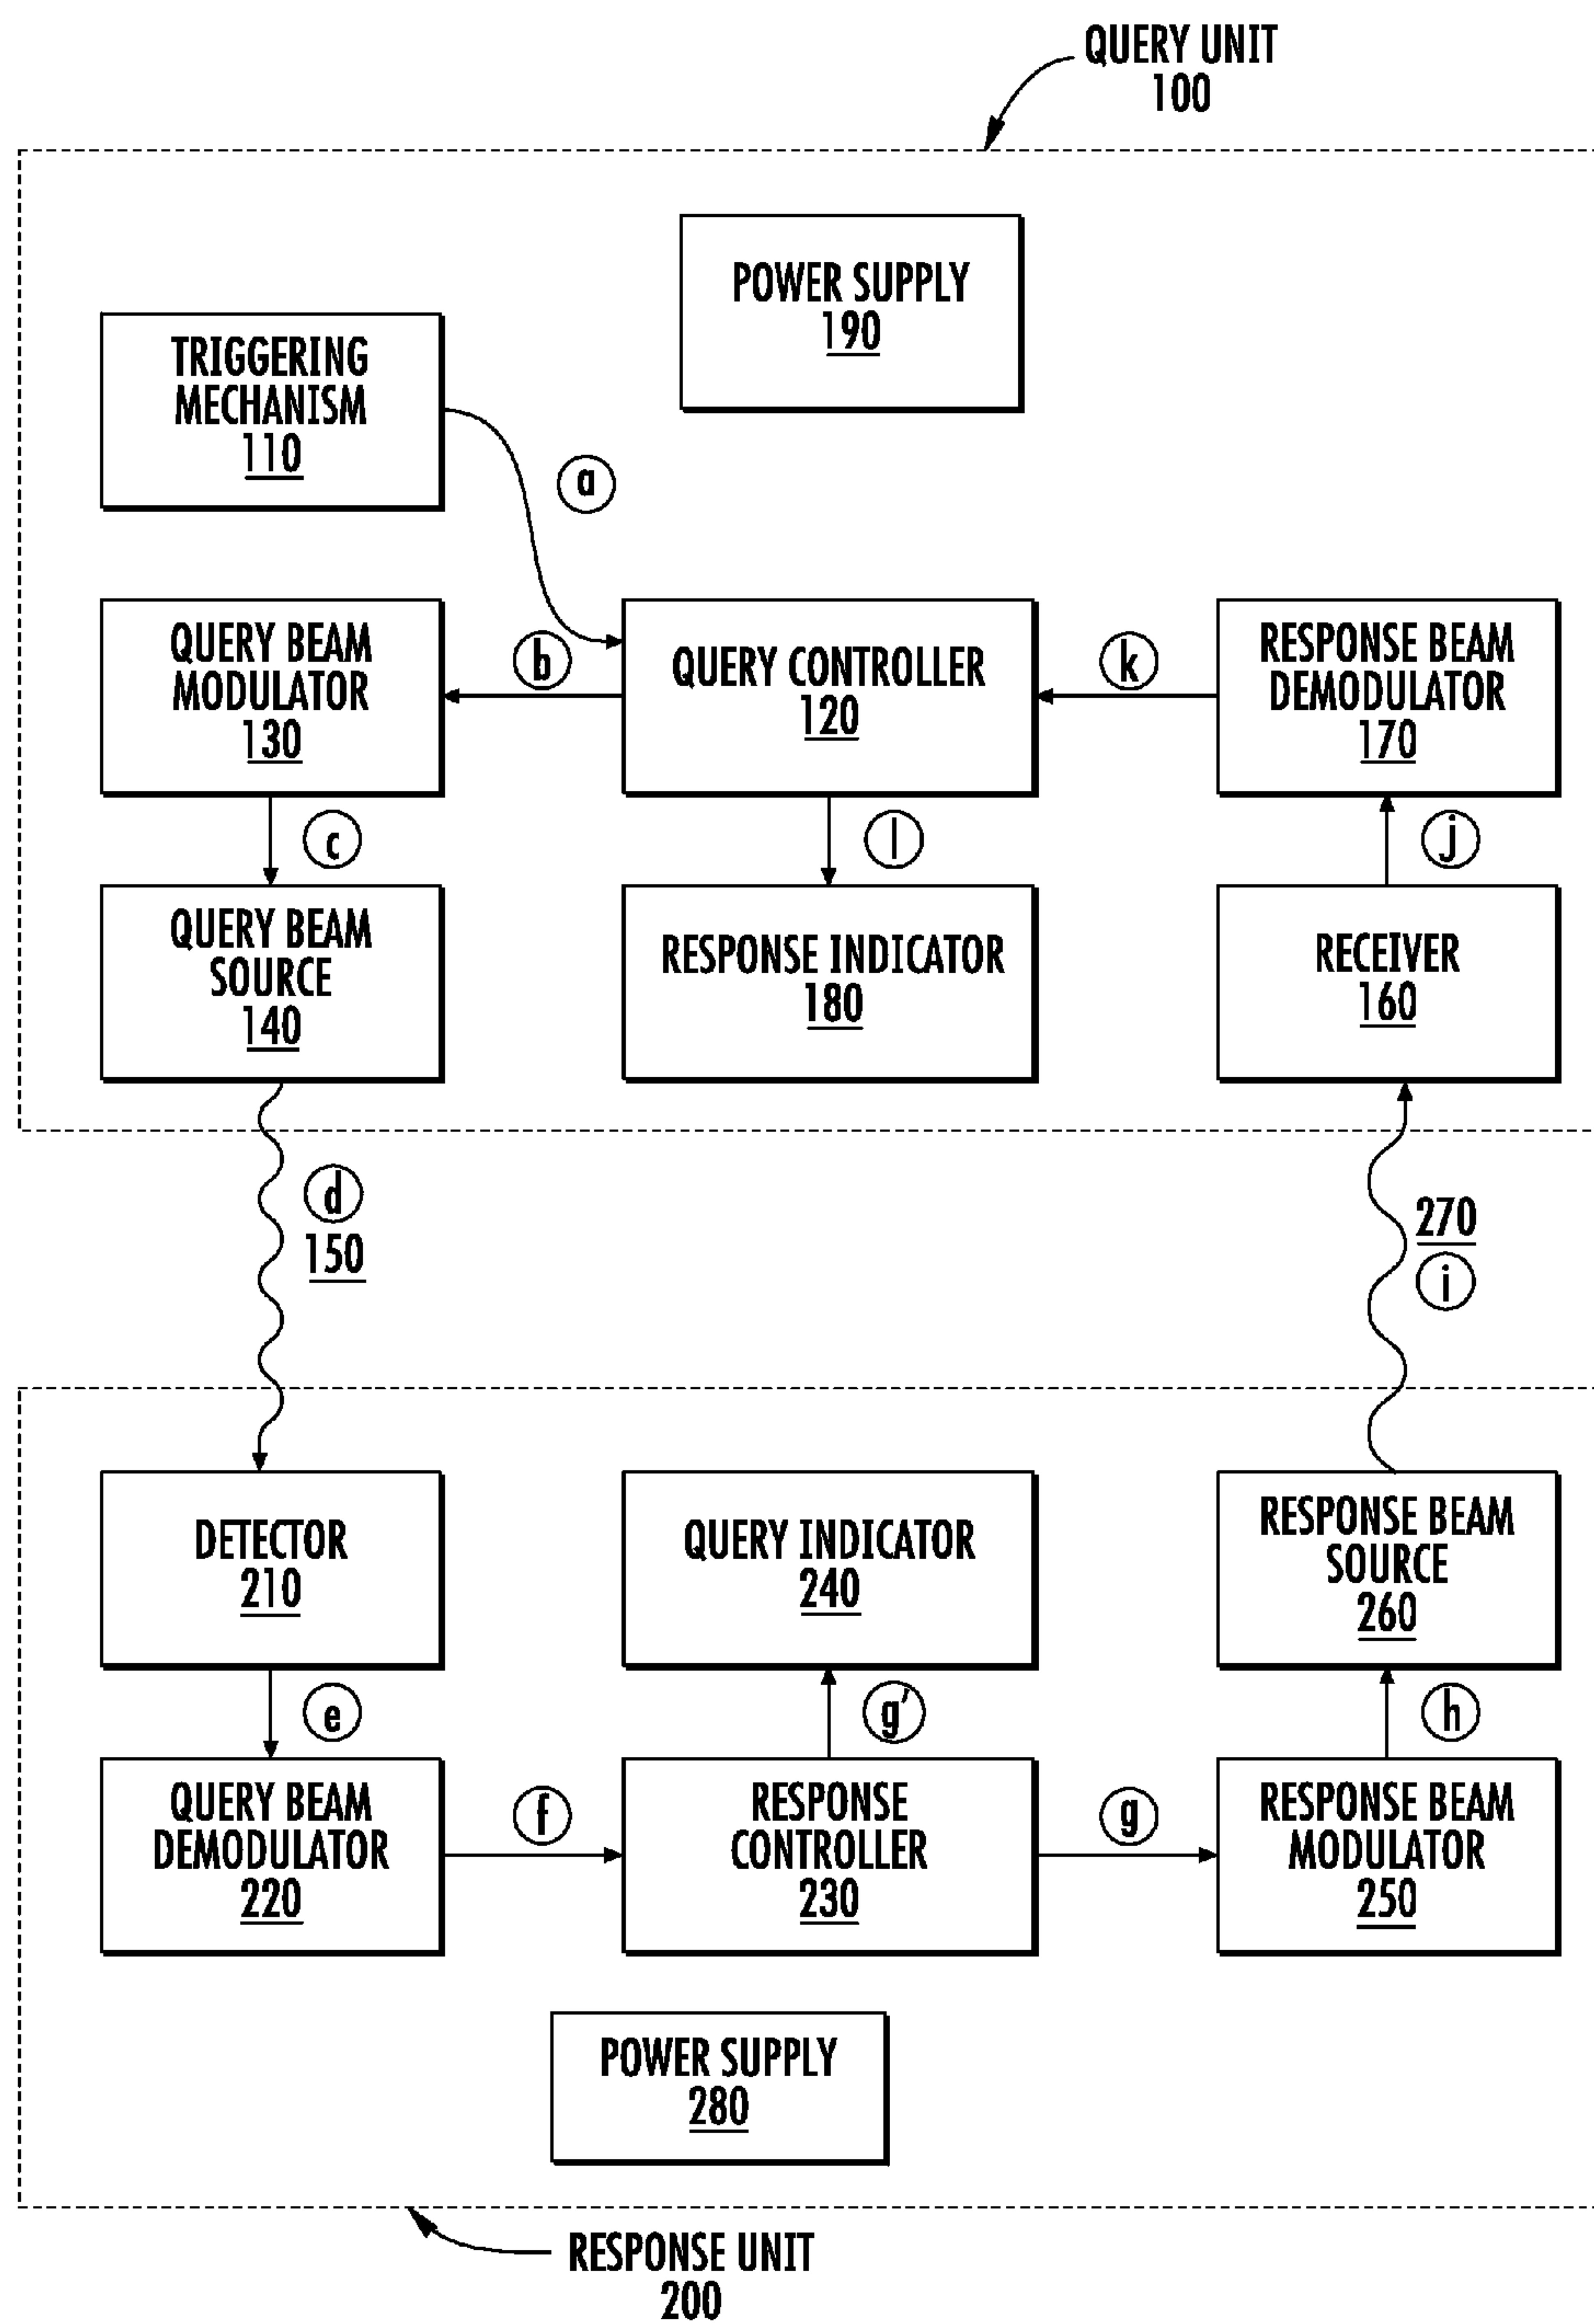 QUERY UNIT
100
POWER SUPPLY
190
TRIGGERING
MECHANISM
110
a
QUERY BEAM
MODULATOR
130
b
QUERY CONTROLLER
120
k
RESPONSE BEAM
DEMODULATOR
170
c
l
j
QUERY BEAM
SOURCE
140
RESPONSE INDICATOR
180
RECEIVER
160
d
150
270
i
DETECTOR
210
QUERY INDICATOR
240
RESPONSE BEAM
SOURCE
260
e
g'
h
QUERY BEAM
DEMODULATOR
220
f
RESPONSE
CONTROLLER
230
g
RESPONSE BEAM
MODULATOR
250
POWER SUPPLY
280
RESPONSE UNIT
200